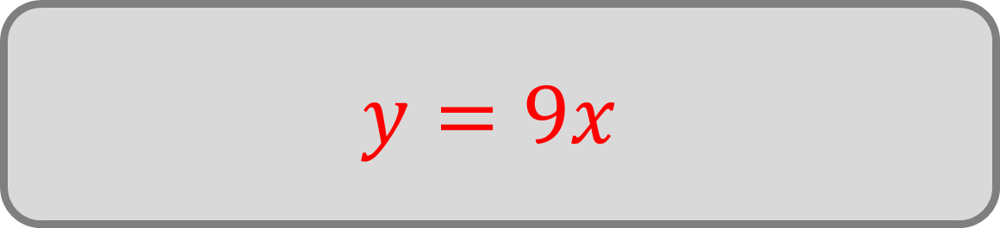 y = 9x